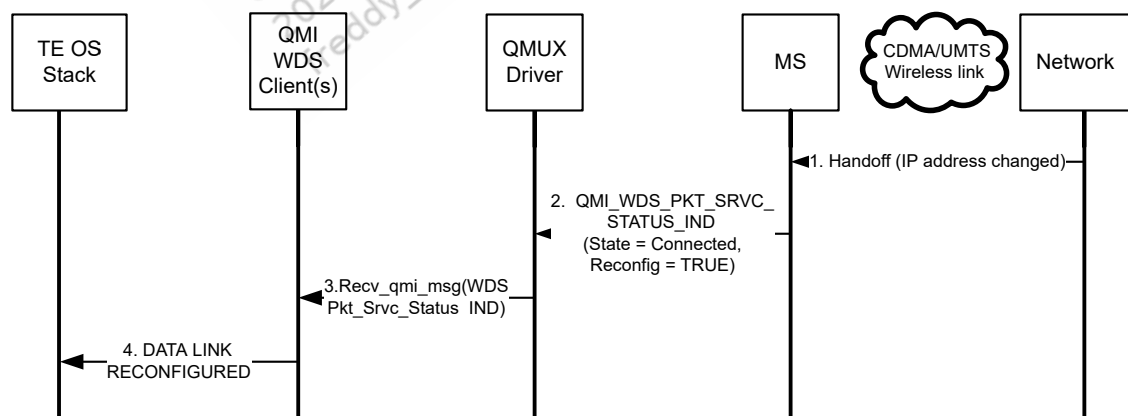 TE OS
Stack
QMI
WDS
Client(s)
QMUX
Driver
MS
CDMA/UMTS
Wireless link
Network
1. Handoff (IP address changed)
2. QMI_WDS_PKT_SRVC_
STATUS_IND
(State = Connected,
Reconfig = TRUE)
3.Recv_qmi_msg(WDS
Pkt_Srvc_Status IND)
4. DATA LINK
RECONFIGURED